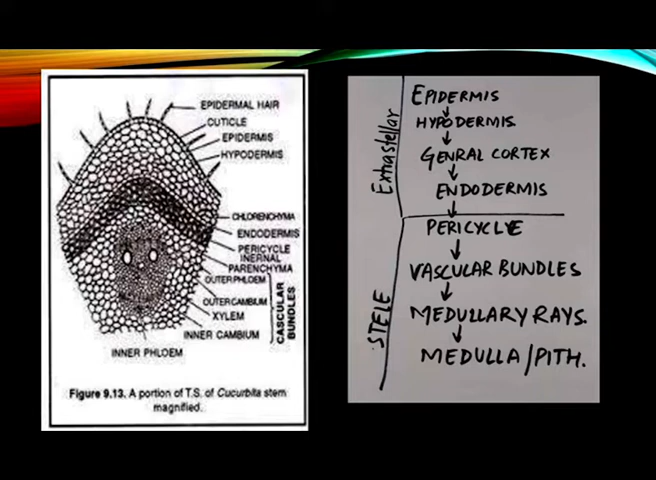 EPIDERMAL HAIR
CUTICLE
EPIDERMIS
HYPODERMIS
CHLORENCHYMA
ENDODERMIS
PERICYCLE
INERNAL
PARENCHYMA
OUTER PHLOEM
OUTER CAMBIUM
XYLEM
INNER CAMBIUM
INNER PHLOEM
CASCULAR
BUNDLES
Figure 9.13. A portion of T.S. of Cucurbita stem
magnified.
Extrastellar
EPIDERMIS
HYPODERMIS
GENRAL CORTEX
ENDODERMIS
STELE
PERICYCLE
VASCULAR BUNDLES
MEDULLARY RAYS.
MEDULLA/PITH.